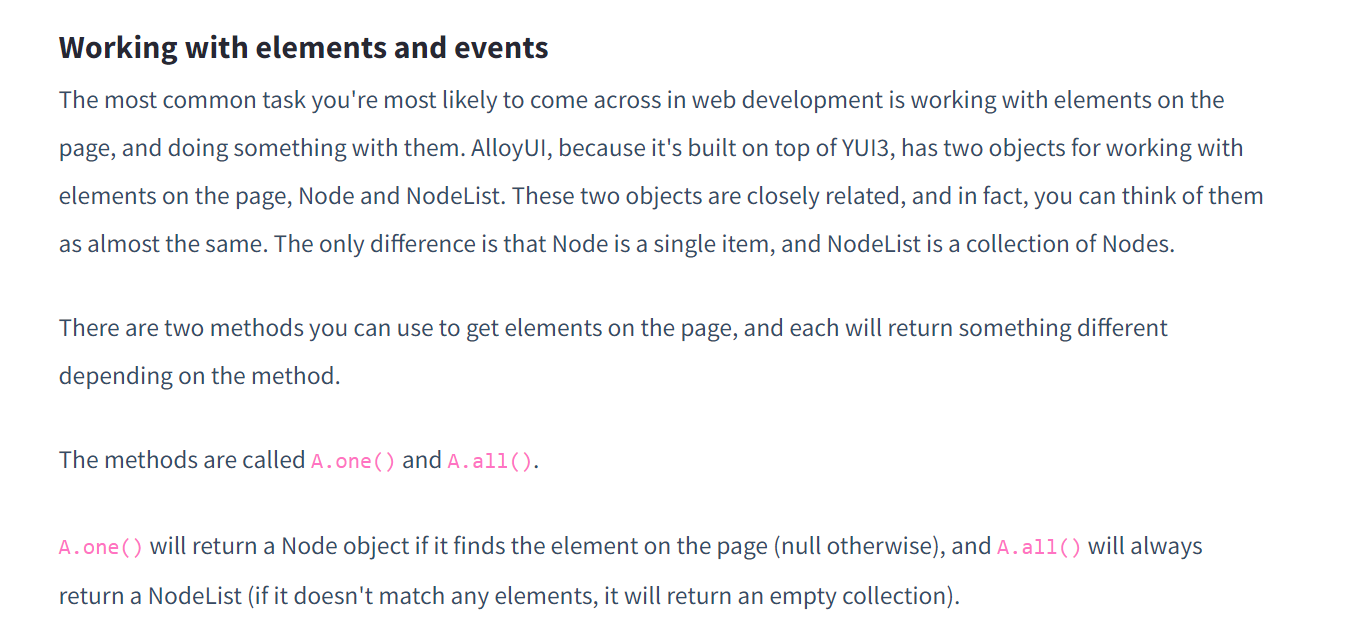 Working with elements and events
The most common task you're most likely to come across in web development is working with elements on the
page, and doing something with them. AlloyUI, because it's built on top of YUI3, has two objects for working with
elements on the page, Node and NodeList. These two objects are closely related, and in fact, you can think of them
as almost the same. The only difference is that Node is a single item, and NodeList is a collection of Nodes.
There are two methods you can use to get elements on the page, and each will return something different
depending on the method.
The methods are called A.one() and A.all().
A.one() will return a Node object if it finds the element on the page (null otherwise), and A.all() will always
return a NodeList (if it doesn't match any elements, it will return an empty collection).